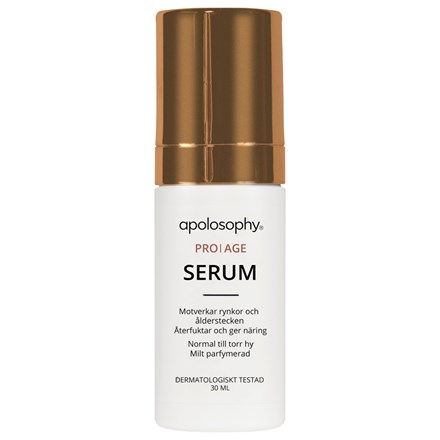 apolosophy®
PRO|AGE
SERUM
Motverkar rynkor och
ålderstecken
Återfuktar och ger näring
Normal till torr hy
Milt parfymerad
DERMATOLOGISKT TESTAD
30 ML